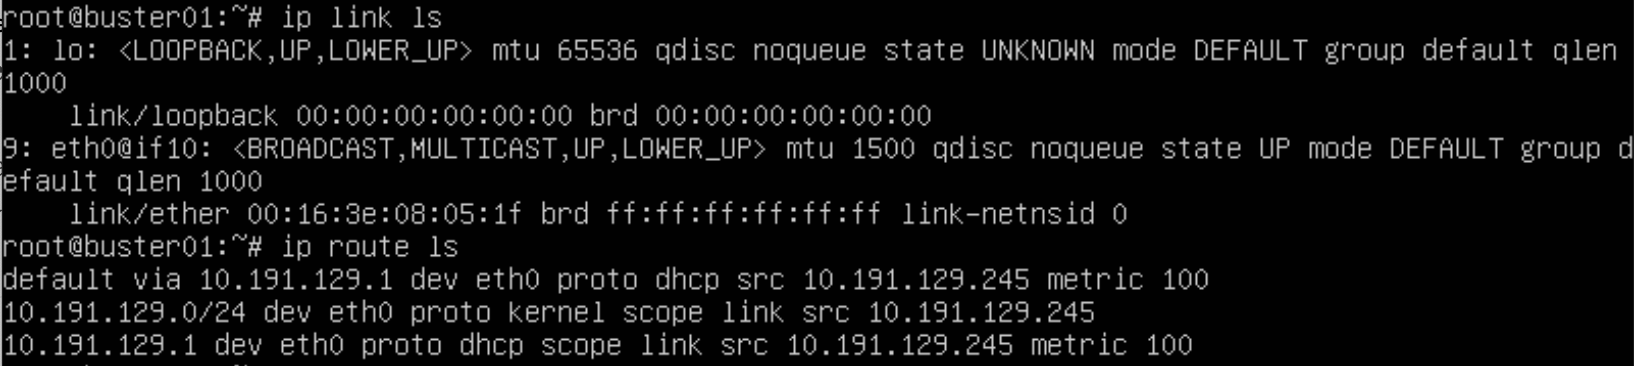 root@buster01:~# ip link ls
1: lo: <LOOPBACK,UP,LOWER_UP> mtu 65536 qdisc noqueue state UNKNOWN mode DEFAULT group default qlen
1000
    link/loopback 00:00:00:00:00:00 brd 00:00:00:00:00:00
9: eth0@if10: <BROADCAST,MULTICAST,UP,LOWER_UP> mtu 1500 qdisc noqueue state UP mode DEFAULT group d
efault qlen 1000
    link/ether 00:16:3e:08:05:1f brd ff:ff:ff:ff:ff:ff link-netnsid 0
root@buster01:~# ip route ls
default via 10.191.129.1 dev eth0 proto dhcp src 10.191.129.245 metric 100
10.191.129.0/24 dev eth0 proto kernel scope link src 10.191.129.245
10.191.129.1 dev eth0 proto dhcp scope link src 10.191.129.245 metric 100